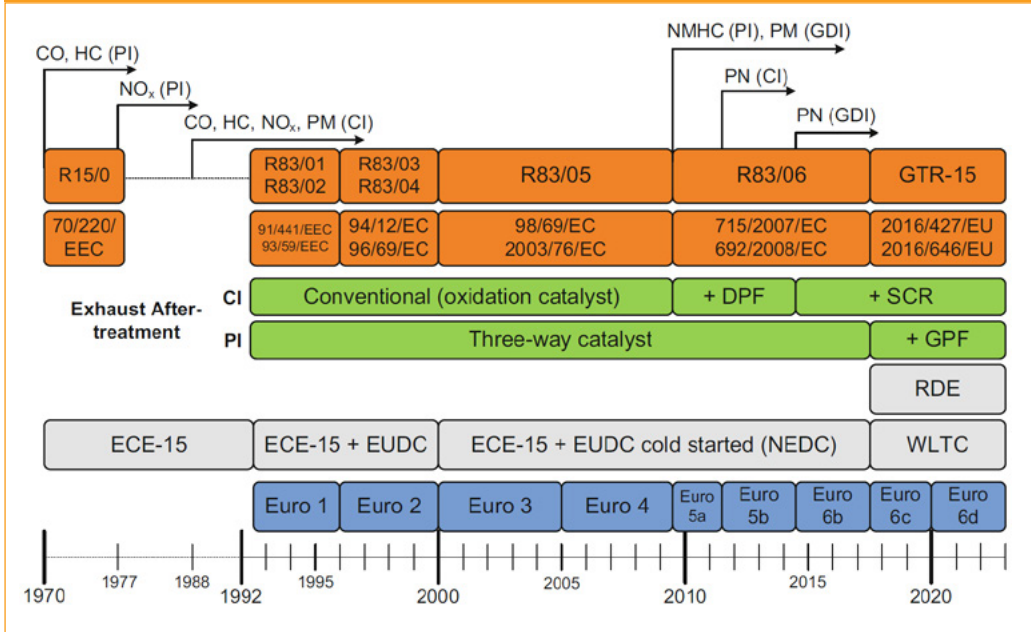 NMHC (PI), PM (GDI)
CO, HC (PI)
PN (CI)
NOx (PI)
PN (GDI)
CO, HC, NOx, PM (CI)
R15/0
R83/01
R83/02
R83/03
R83/04
R83/05
R83/06
GTR-15
70/220/
EEC
91/441/EEC
93/59/EEC
94/12/EC
96/69/EC
98/69/EC
2003/76/EC
715/2007/EC
692/2008/EC
2016/427/EU
2016/646/EU
Exhaust After-
treatment
CI
Conventional (oxidation catalyst)
+ DPF
+ SCR
PI
Three-way catalyst
+ GPF
RDE
ECE-15
ECE-15 + EUDC
ECE-15 + EUDC cold started (NEDC)
WLTC
Euro 1
Euro 2
Euro 3
Euro 4
Euro
5a
Euro
5b
Euro
6b
Euro
6c
Euro
6d
1970
1977
1988
1992
1995
2000
2005
2010
2015
2020